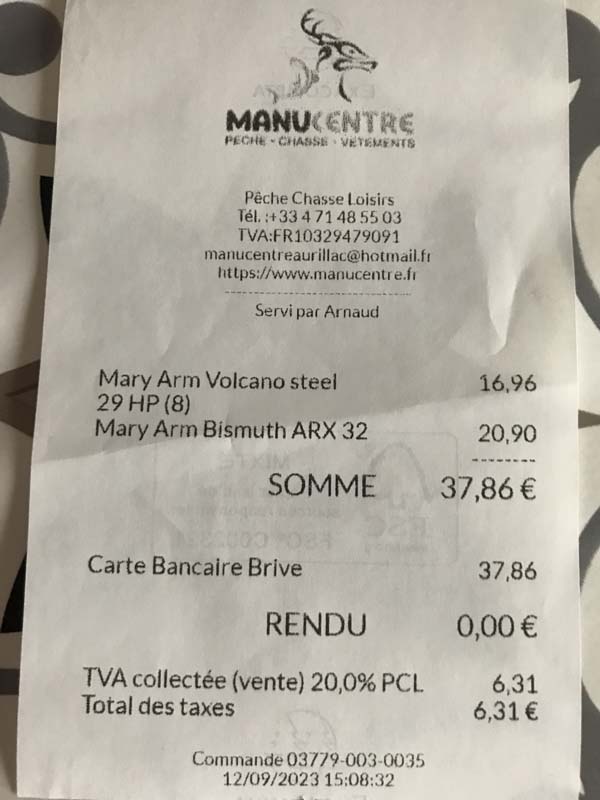 MANUCENTRE
PECHE - CHASSE - VETEMENTS
Pêche Chasse Loisirs
Tél. :+33 4 71 48 55 03
TVA:FR10329479091
manucentreaurillac@hotmail.fr
https://www.manucentre.fr
Servi par Arnaud
Mary Arm Volcano steel 16,96
29 HP (8)
Mary Arm Bismuth ARX 32 20,90
--------
SOMME 37,86 €
Carte Bancaire Brive 37,86
RENDU 0,00 €
TVA collectée (vente) 20,0% PCL 6,31
Total des taxes 6,31 €
Commande 03779-003-0035
12/09/2023 15:08:32